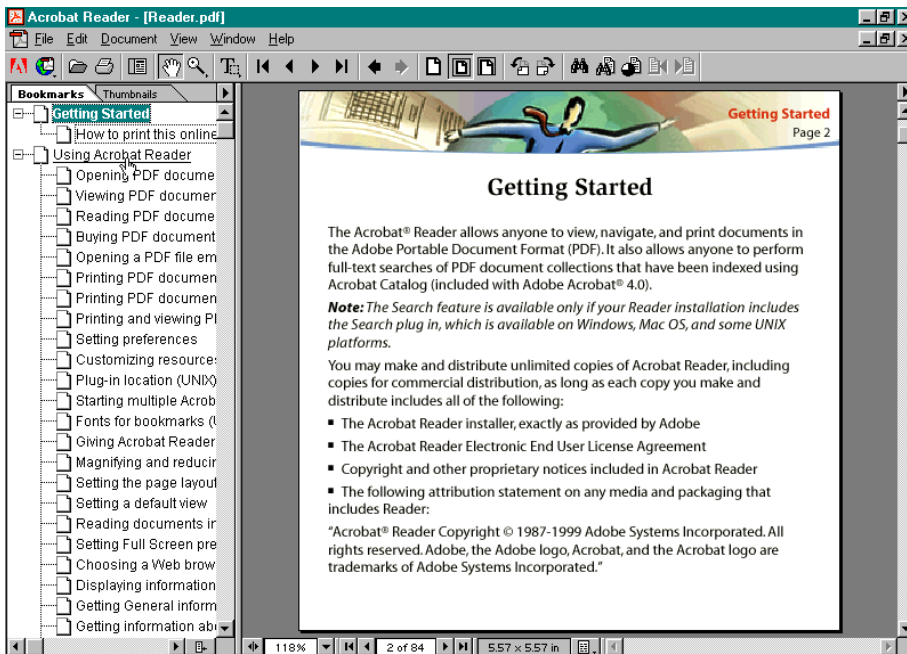 Acrobat Reader - [Reader.pdf]
File Edit Document View Window Help
Bookmarks Thumbnails
Getting Started
How to print this online
Using Acrobat Reader
Opening PDF docume
Viewing PDF documer
Reading PDF docume
Buying PDF document
Opening a PDF file em
Printing PDF documen
Printing PDF documen
Printing and viewing PI
Setting preferences
Customizing resource
Plug-in location (UNIX)
Starting multiple Acrob
Fonts for bookmarks (
Giving Acrobat Reader
Magnifying and reducir
Setting the page layout
Setting a default view
Reading documents ir
Setting Full Screen pre
Choosing a Web brow
Displaying information
Getting General inform
Getting information ab
Getting Started
Page 2
Getting Started
The Acrobat® Reader allows anyone to view, navigate, and print documents in
the Adobe Portable Document Format (PDF). It also allows anyone to perform
full-text searches of PDF document collections that have been indexed using
Acrobat Catalog (included with Adobe Acrobat® 4.0).
Note: The Search feature is available only if your Reader installation includes
the Search plug in, which is available on Windows, Mac OS, and some UNIX
platforms.
You may make and distribute unlimited copies of Acrobat Reader, including
copies for commercial distribution, as long as each copy you make and
distribute includes all of the following:
■ The Acrobat Reader installer, exactly as provided by Adobe
■ The Acrobat Reader Electronic End User License Agreement
■ Copyright and other proprietary notices included in Acrobat Reader
■ The following attribution statement on any media and packaging that
includes Reader:
“Acrobat® Reader Copyright © 1987-1999 Adobe Systems Incorporated. All
rights reserved. Adobe, the Adobe logo, Acrobat, and the Acrobat logo are
trademarks of Adobe Systems Incorporated.”
118% 2 of 84 5.57 x 5.57 in